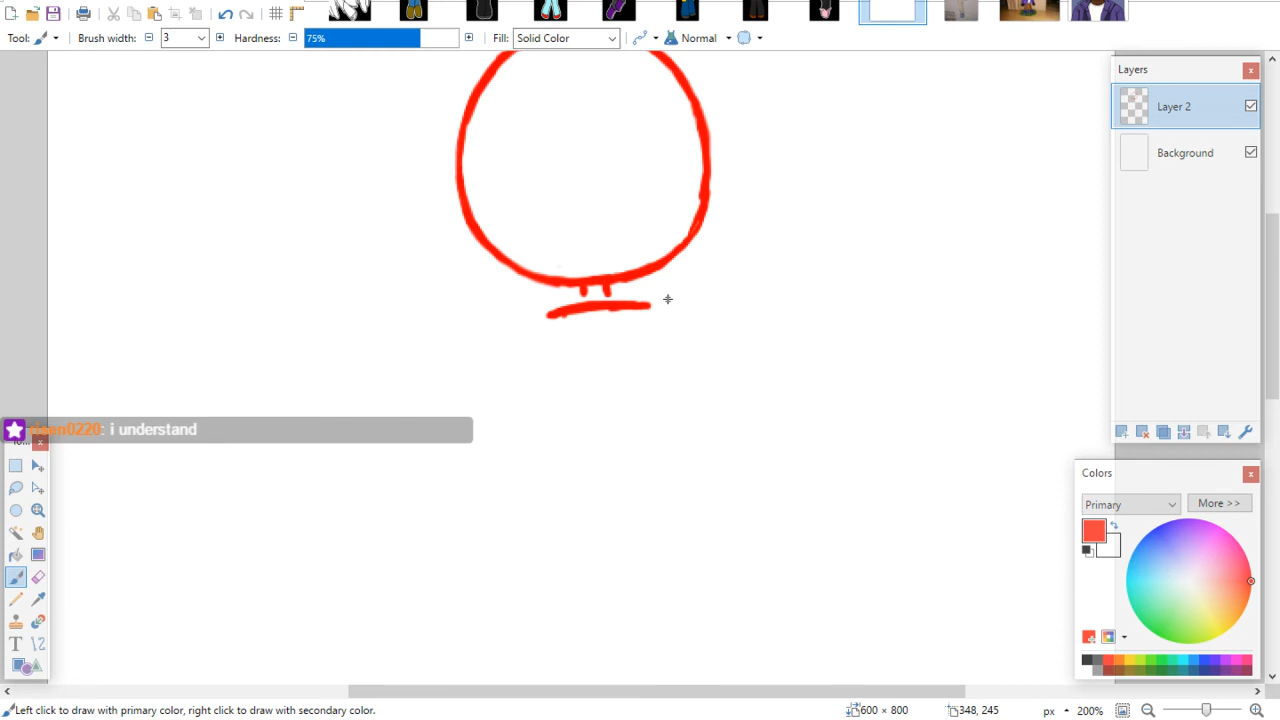 Tool:
Brush width: 3
Hardness: 75%
Fill: Solid Color
Normal
Layers
Layer 2
Background
: i understand
Colors
Primary
More >>
Left click to draw with primary color, right click to draw with secondary color.
600 × 800
348, 245
px
200%